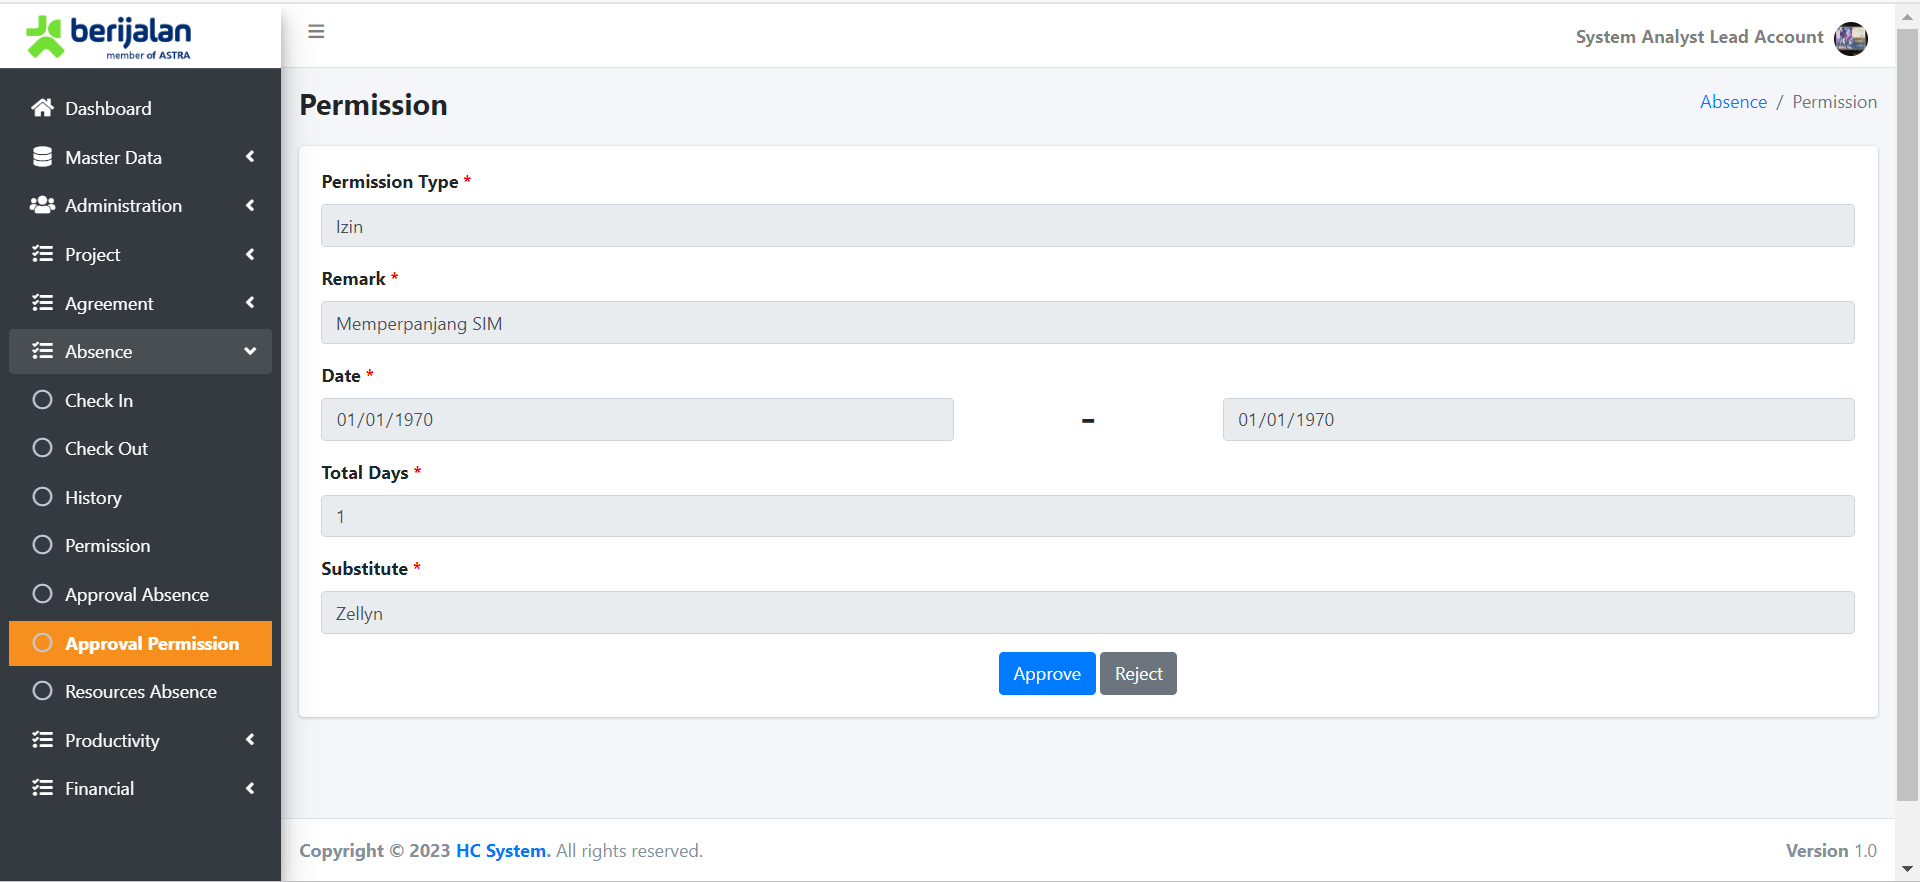 berijalan
member of ASTRA
System Analyst Lead Account
Dashboard
Master Data
Administration
Project
Agreement
Absence
Check In
Check Out
History
Permission
Approval Absence
Approval Permission
Resources Absence
Productivity
Financial
Permission
Absence / Permission
Permission Type *
Izin
Remark *
Memperpanjang SIM
Date *
01/01/1970 - 01/01/1970
Total Days *
1
Substitute *
Zellyn
Approve Reject
Copyright © 2023 HC System. All rights reserved.
Version 1.0